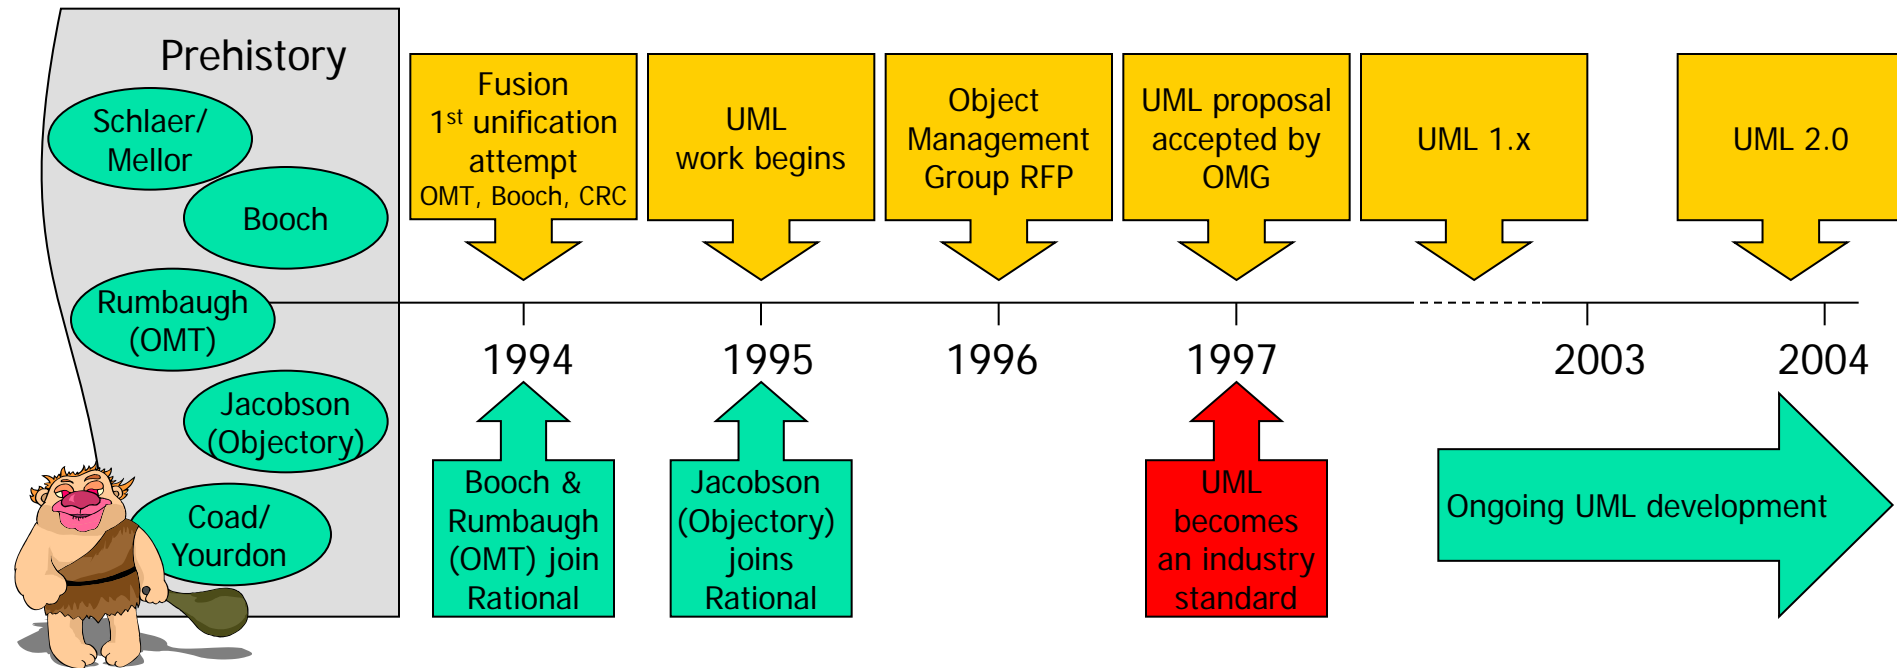 Prehistory
Schlaer/
Mellor
Booch
Rumbaugh
(OMT)
Jacobson
(Objectory)
Coad/
Yourdon
Fusion
1st unification
attempt
OMT, Booch, CRC
UML
work begins
Object
Management
Group RFP
UML proposal
accepted by
OMG
UML 1.x
UML 2.0
1994
1995
1996
1997
2003
2004
Booch &
Rumbaugh
(OMT) join
Rational
Jacobson
(Objectory)
joins
Rational
UML
becomes
an industry
standard
Ongoing UML development